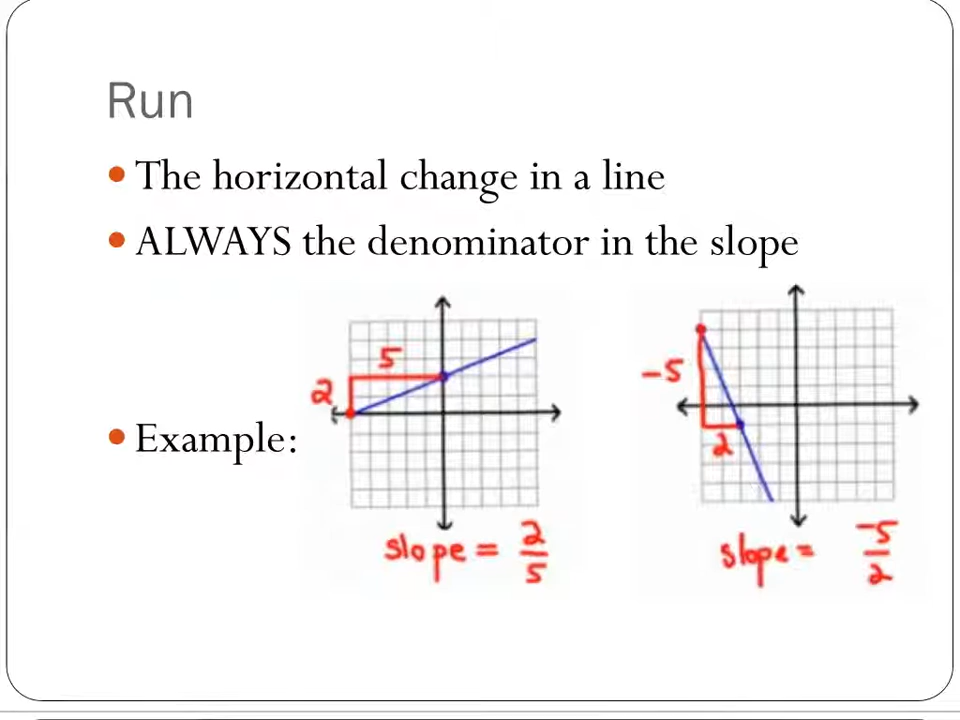 Run
The horizontal change in a line
ALWAYS the denominator in the slope
Example:
5
2
slope = 2/5
-5
2
slope = -5/2